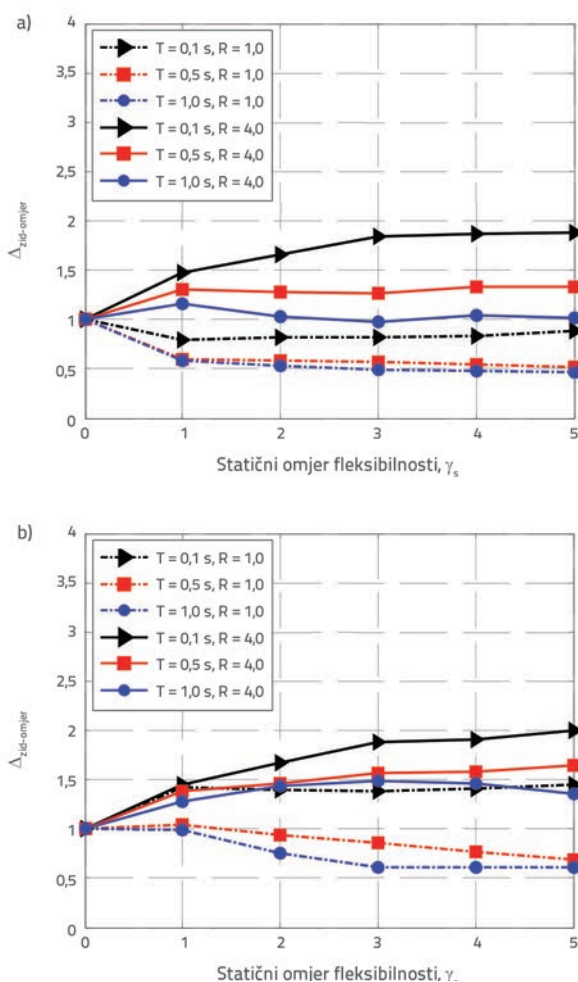 a)
4
3,5
3
2,5
2
1,5
1
0,5
0
Δzid-omjer
T = 0,1 s, R = 1,0
T = 0,5 s, R = 1,0
T = 1,0 s, R = 1,0
T = 0,1 s, R = 4,0
T = 0,5 s, R = 4,0
T = 1,0 s, R = 4,0
0 1 2 3 4 5
Statični omjer fleksibilnosti, γs
b)
4
3,5
3
2,5
2
1,5
1
0,5
0
Δzid-omjer
T = 0,1 s, R = 1,0
T = 0,5 s, R = 1,0
T = 1,0 s, R = 1,0
T = 0,1 s, R = 4,0
T = 0,5 s, R = 4,0
T = 1,0 s, R = 4,0
0 1 2 3 4 5
Statični omjer fleksibilnosti, γs